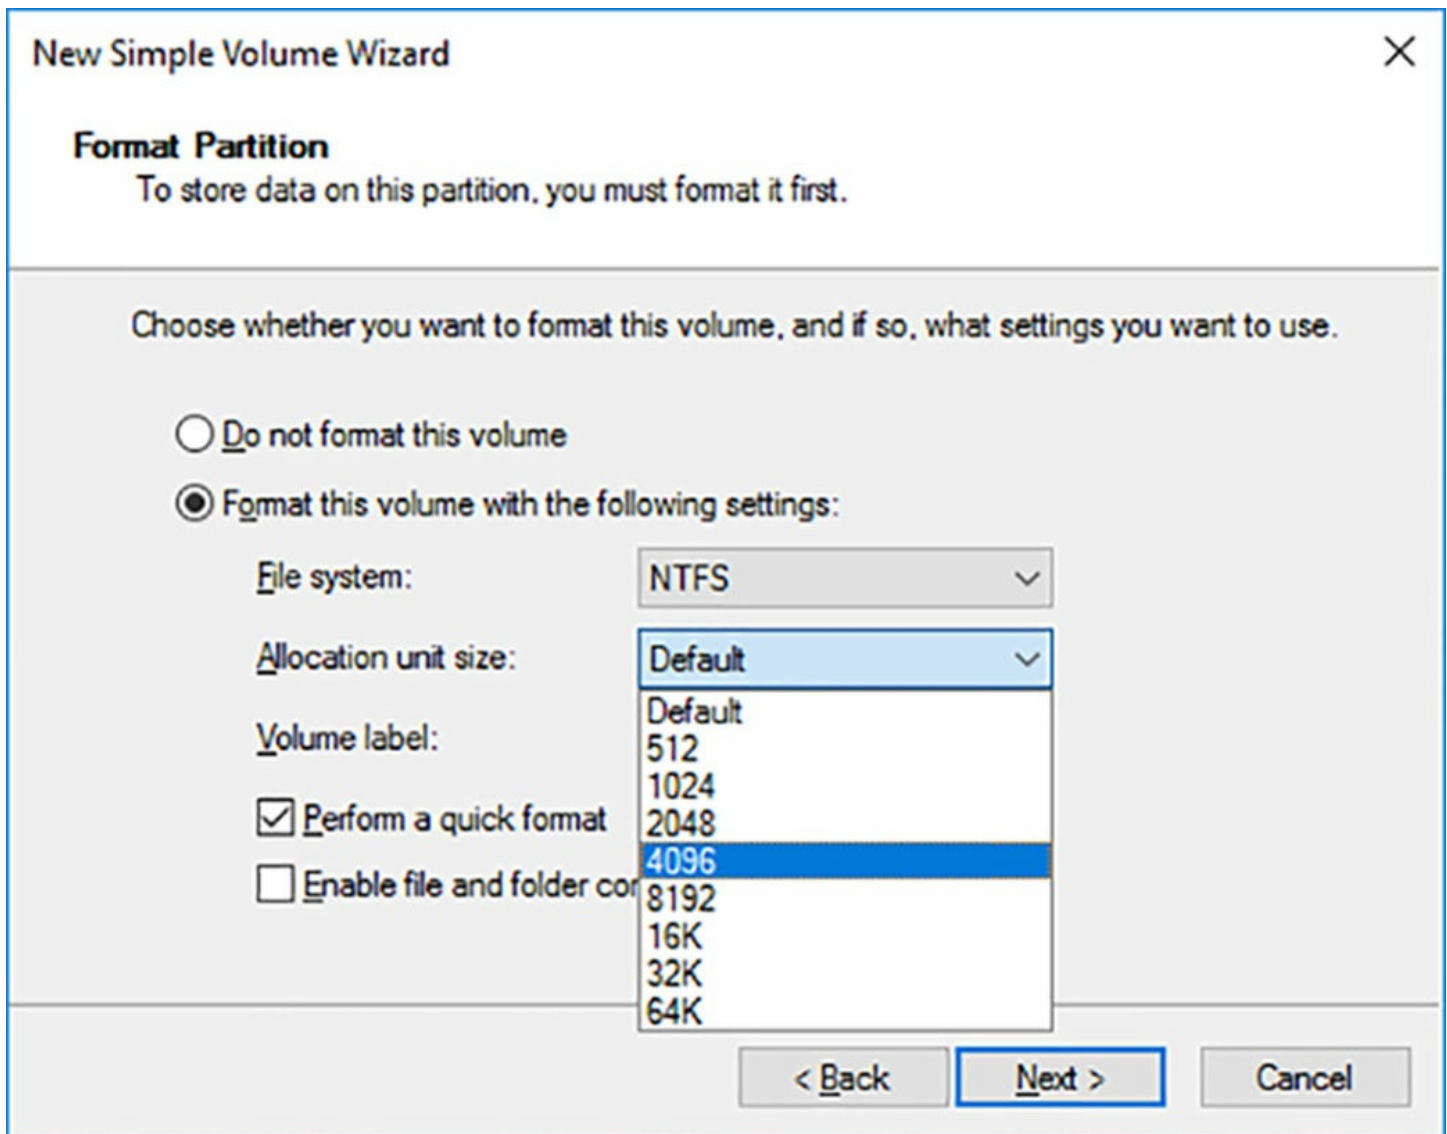 New Simple Volume Wizard
Format Partition
To store data on this partition, you must format it first.
Choose whether you want to format this volume, and if so, what settings you want to use.
Do not format this volume
Format this volume with the following settings:
File system: NTFS
Allocation unit size: Default
Default
Volume label:
512
1024
Perform a quick format
2048
4096
Enable file and folder
8192
16K
32K
64K
< Back Next > Cancel